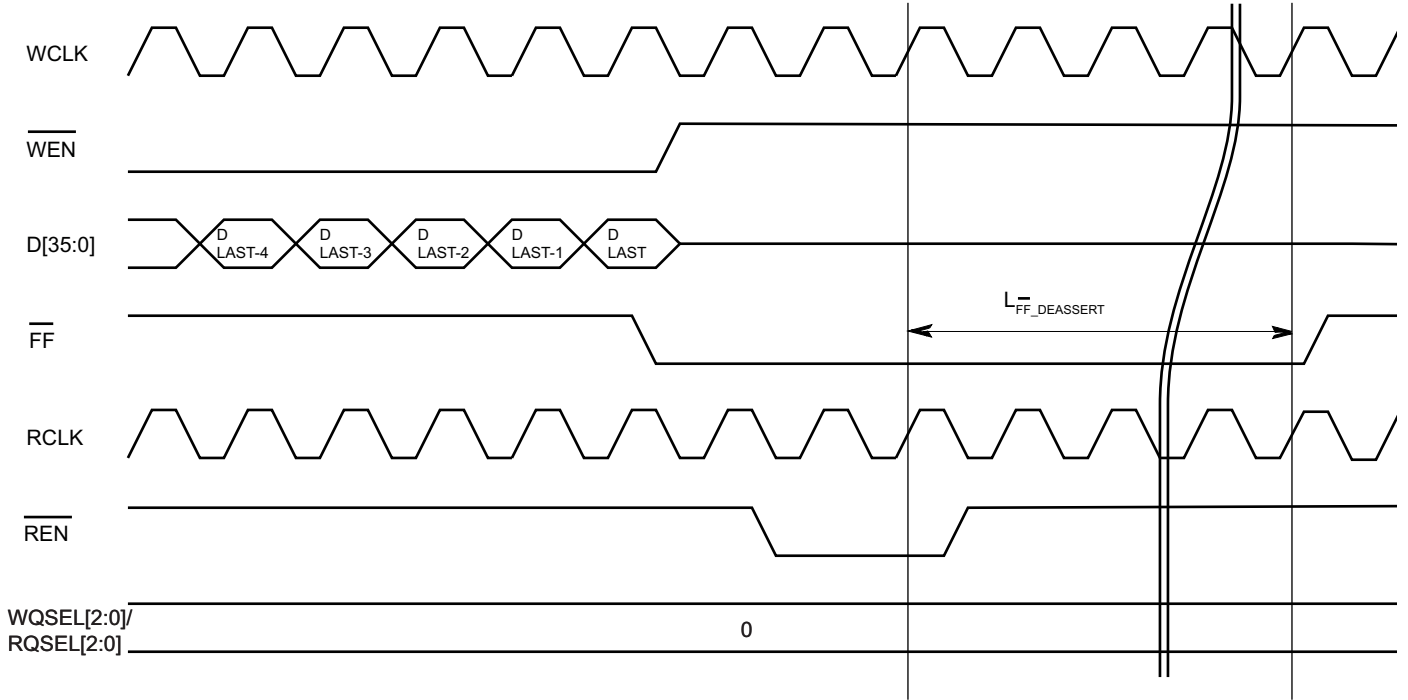 WCLK
WEN
D[35:0]
D
LAST-4
D
LAST-3
D
LAST-2
D
LAST-1
D
LAST
FF
LFF_DEASSERT
RCLK
REN
WQSEL[2:0]/
RQSEL[2:0]
0